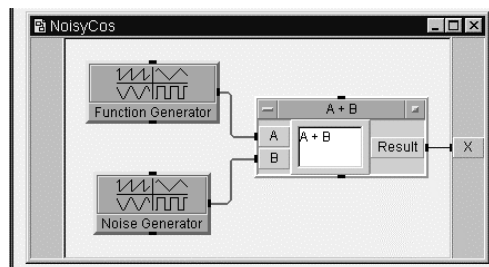 NoisyCos
Function Generator
A + B
A
A + B
B
Result
X
Noise Generator